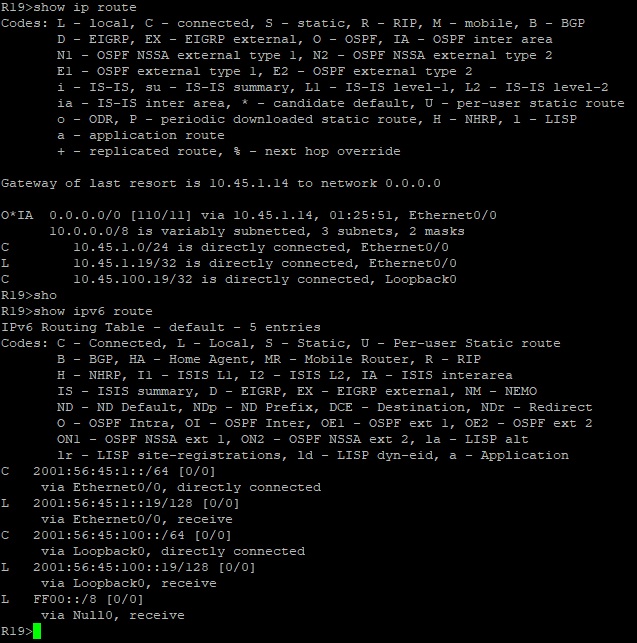 R19>show ip route
Codes: L - local, C - connected, S - static, R - RIP, M - mobile, B - BGP
       D - EIGRP, EX - EIGRP external, O - OSPF, IA - OSPF inter area
       N1 - OSPF NSSA external type 1, N2 - OSPF NSSA external type 2
       E1 - OSPF external type 1, E2 - OSPF external type 2
       i - IS-IS, su - IS-IS summary, L1 - IS-IS level-1, L2 - IS-IS level-2
       ia - IS-IS inter area, * - candidate default, U - per-user static route
       o - ODR, P - periodic downloaded static route, H - NHRP, l - LISP
       a - application route
       + - replicated route, % - next hop override

Gateway of last resort is 10.45.1.14 to network 0.0.0.0

O*IA  0.0.0.0/0 [110/11] via 10.45.1.14, 01:25:51, Ethernet0/0
      10.0.0.0/8 is variably subnetted, 3 subnets, 2 masks
C        10.45.1.0/24 is directly connected, Ethernet0/0
L        10.45.1.19/32 is directly connected, Ethernet0/0
C        10.45.100.19/32 is directly connected, Loopback0
R19>sho
R19>show ipv6 route
IPv6 Routing Table - default - 5 entries
Codes: C - Connected, L - Local, S - Static, U - Per-user Static route
       B - BGP, HA - Home Agent, MR - Mobile Router, R - RIP
       H - NHRP, I1 - ISIS L1, I2 - ISIS L2, IA - ISIS interarea
       IS - ISIS summary, D - EIGRP, EX - EIGRP external, NM - NEMO
       ND - ND Default, NDp - ND Prefix, DCE - Destination, NDr - Redirect
       O - OSPF Intra, OI - OSPF Inter, OE1 - OSPF ext 1, OE2 - OSPF ext 2
       ON1 - OSPF NSSA ext 1, ON2 - OSPF NSSA ext 2, la - LISP alt
       lr - LISP site-registrations, ld - LISP dyn-eid, a - Application
C   2001:56:45:1::/64 [0/0]
     via Ethernet0/0, directly connected
L   2001:56:45:1::19/128 [0/0]
     via Ethernet0/0, receive
C   2001:56:45:100::/64 [0/0]
     via Loopback0, directly connected
L   2001:56:45:100::19/128 [0/0]
     via Loopback0, receive
L   FF00::/8 [0/0]
     via Null0, receive
R19>